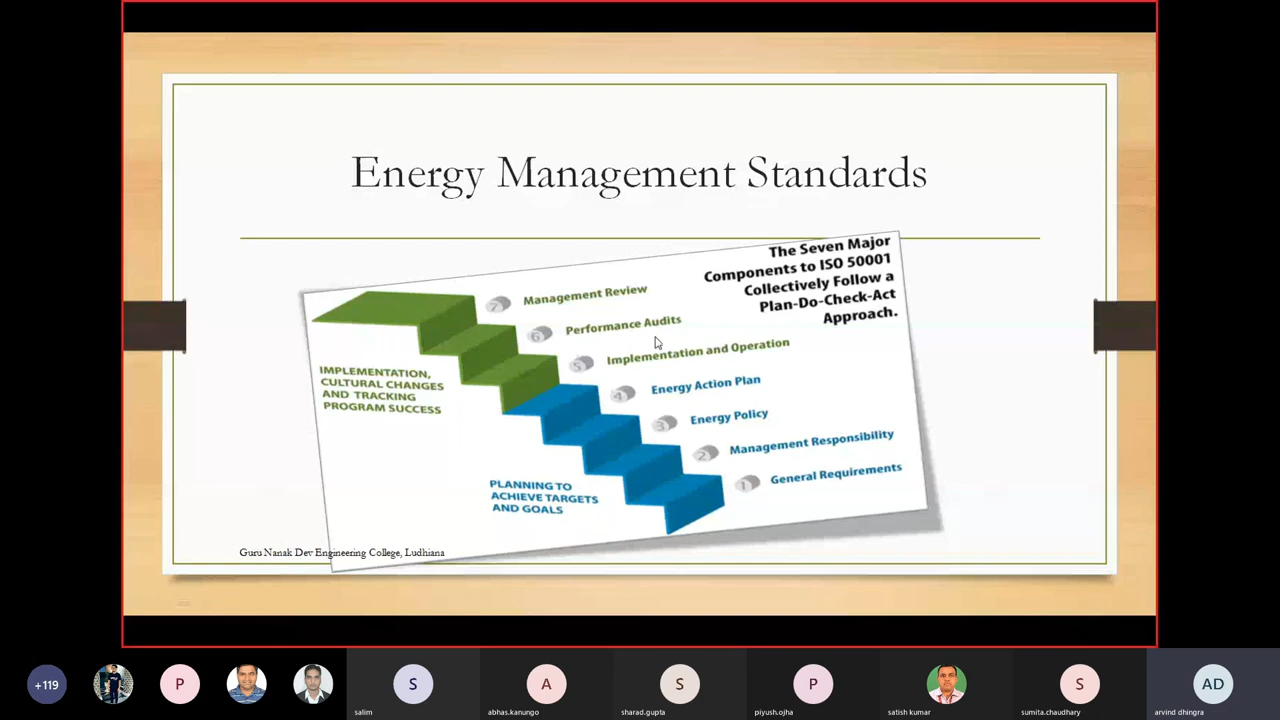 Energy Management Standards
The Seven Major
Components to ISO 50001
Collectively Follow a
Plan-Do-Check-Act
Approach.
7 Management Review
6 Performance Audits
5 Implementation and Operation
4 Energy Action Plan
3 Energy Policy
2 Management Responsibility
1 General Requirements
IMPLEMENTATION,
CULTURAL CHANGES
AND TRACKING
PROGRAM SUCCESS
PLANNING TO
ACHIEVE TARGETS
AND GOALS
Guru Nanak Dev Engineering College, Ludhiana
+119
P
S
A
S
P
S
AD
salim
abhas.kanungo
sharad.gupta
piyush.ojha
satish kumar
sumita.chaudhary
arvind dhingra